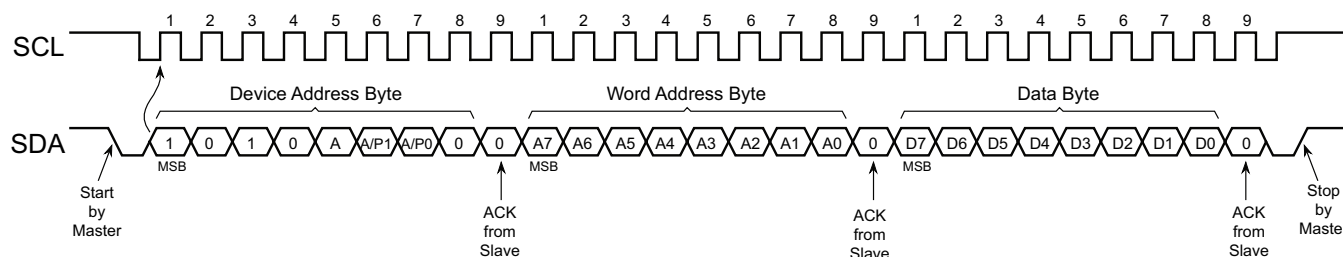 1 2 3 4 5 6 7 8 9 1 2 3 4 5 6 7 8 9 1 2 3 4 5 6 7 8 9
SCL
Device Address Byte Word Address Byte Data Byte
SDA 1 0 1 0 A A/P1 A/P0 0 0 A7 A6 A5 A4 A3 A2 A1 A0 0 D7 D6 D5 D4 D3 D2 D1 D0 0
MSB MSB MSB
Start
by
Master
ACK
from
Slave
ACK
from
Slave
ACK
from
Slave
Stop
by
Maste